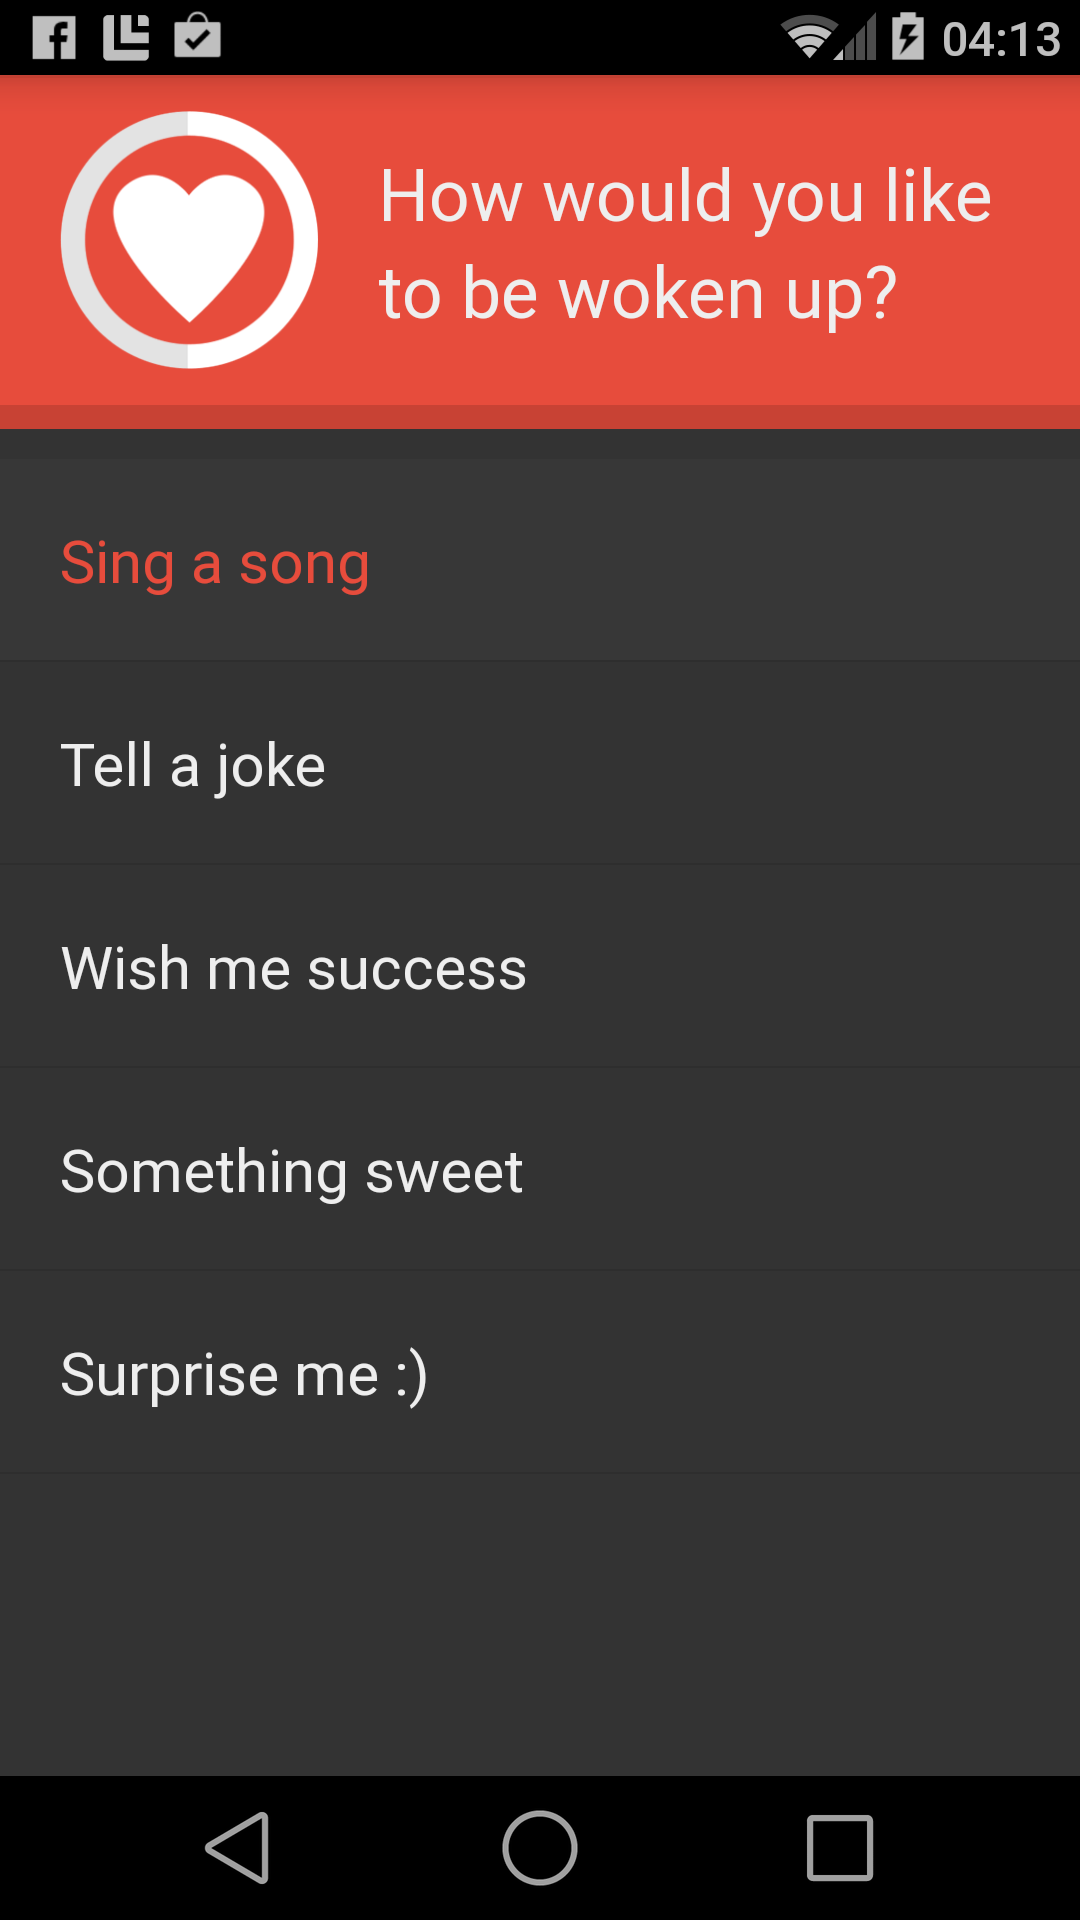 04:13
How would you like
to be woken up?
Sing a song
Tell a joke
Wish me success
Something sweet
Surprise me :)